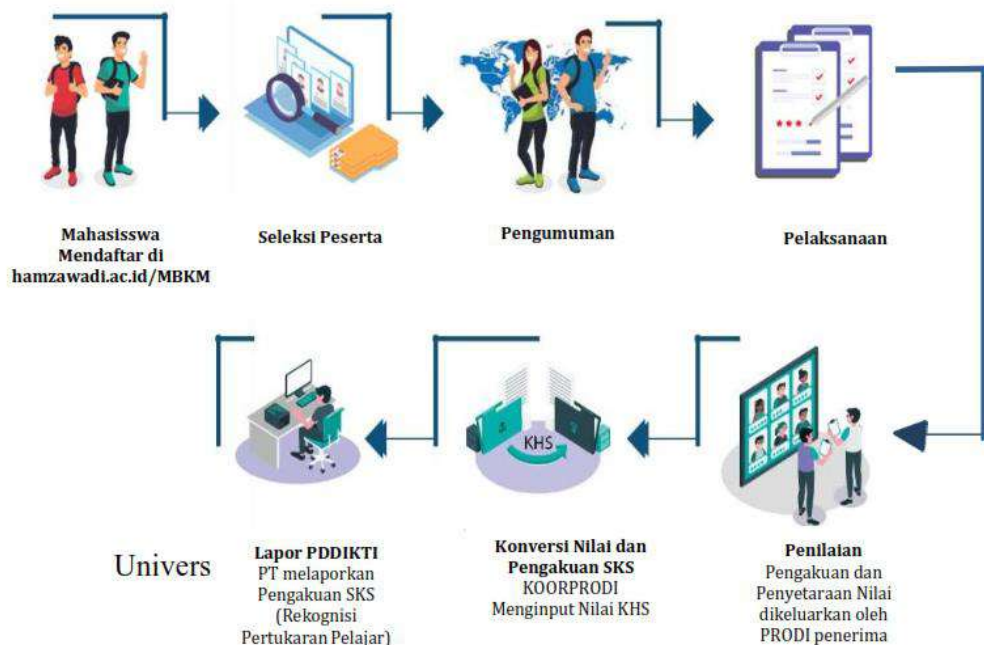 Mahasisswa
Mendaftar di
hamzawadi.ac.id/MBKM
Seleksi Peserta
Pengumuman
Pelaksanaan
KHS
Univers
Lapor PDDIKTI
PT melaporkan
Pengakuan SKS
(Rekognisi
Pertukaran Pelajar)
Konversi Nilai dan
Pengakuan SKS
KOORPRODI
Menginput Nilai KHS
Penilaian
Pengakuan dan
Penyetaraan Nilai
dikeluarkan oleh
PRODI penerima